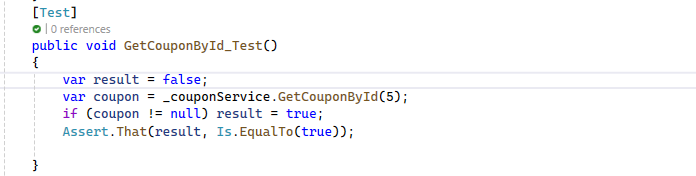 [Test]
| 0 references
public void GetCouponById_Test()
{
var result = false;
var coupon = _couponService.GetCouponById(5);
if (coupon != null) result = true;
Assert.That(result, Is.EqualTo(true));
}